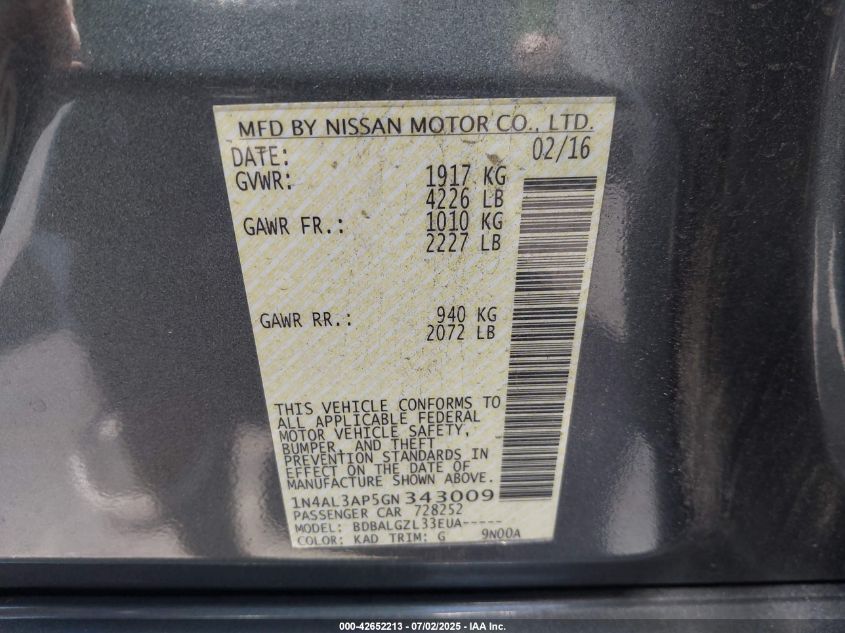 MFD BY NISSAN MOTOR CO., LTD.
DATE: 02/16
GVWR: 1917 KG
4226 LB
GAWR FR.: 1010 KG
2227 LB
GAWR RR.: 940 KG
2072 LB
THIS VEHICLE CONFORMS TO
ALL APPLICABLE FEDERAL
MOTOR VEHICLE SAFETY,
BUMPER, AND THEFT
PREVENTION STANDARDS IN
EFFECT ON THE DATE OF
MANUFACTURE SHOWN ABOVE.
1N4AL3AP5GN343009
PASSENGER CAR 728252
MODEL: BDBALGZL33EUA-----
COLOR: KAD TRIM: G 9N00A
000-42652213 - 07/02/2025 - IAA Inc.